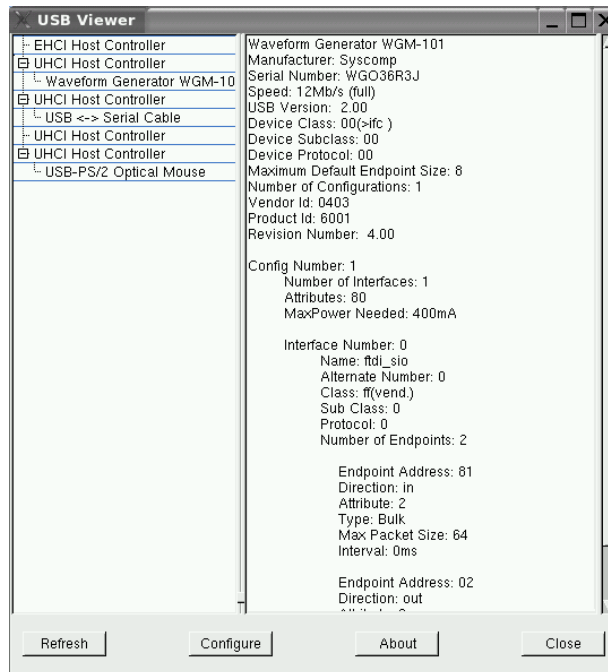 USB Viewer
EHCI Host Controller
UHCI Host Controller
Waveform Generator WGM-10
UHCI Host Controller
USB <-> Serial Cable
UHCI Host Controller
UHCI Host Controller
USB-PS/2 Optical Mouse
Waveform Generator WGM-101
Manufacturer: Syscomp
Serial Number: WGO36R3J
Speed: 12Mb/s (full)
USB Version: 2.00
Device Class: 00(>ifc )
Device Subclass: 00
Device Protocol: 00
Maximum Default Endpoint Size: 8
Number of Configurations: 1
Vendor Id: 0403
Product Id: 6001
Revision Number: 4.00
Config Number: 1
Number of Interfaces: 1
Attributes: 80
MaxPower Needed: 400mA
Interface Number: 0
Name: ftdi_sio
Alternate Number: 0
Class: ff(vend.)
Sub Class: 0
Protocol: 0
Number of Endpoints: 2
Endpoint Address: 81
Direction: in
Attribute: 2
Type: Bulk
Max Packet Size: 64
Interval: 0ms
Endpoint Address: 02
Direction: out
Refresh
Configure
About
Close